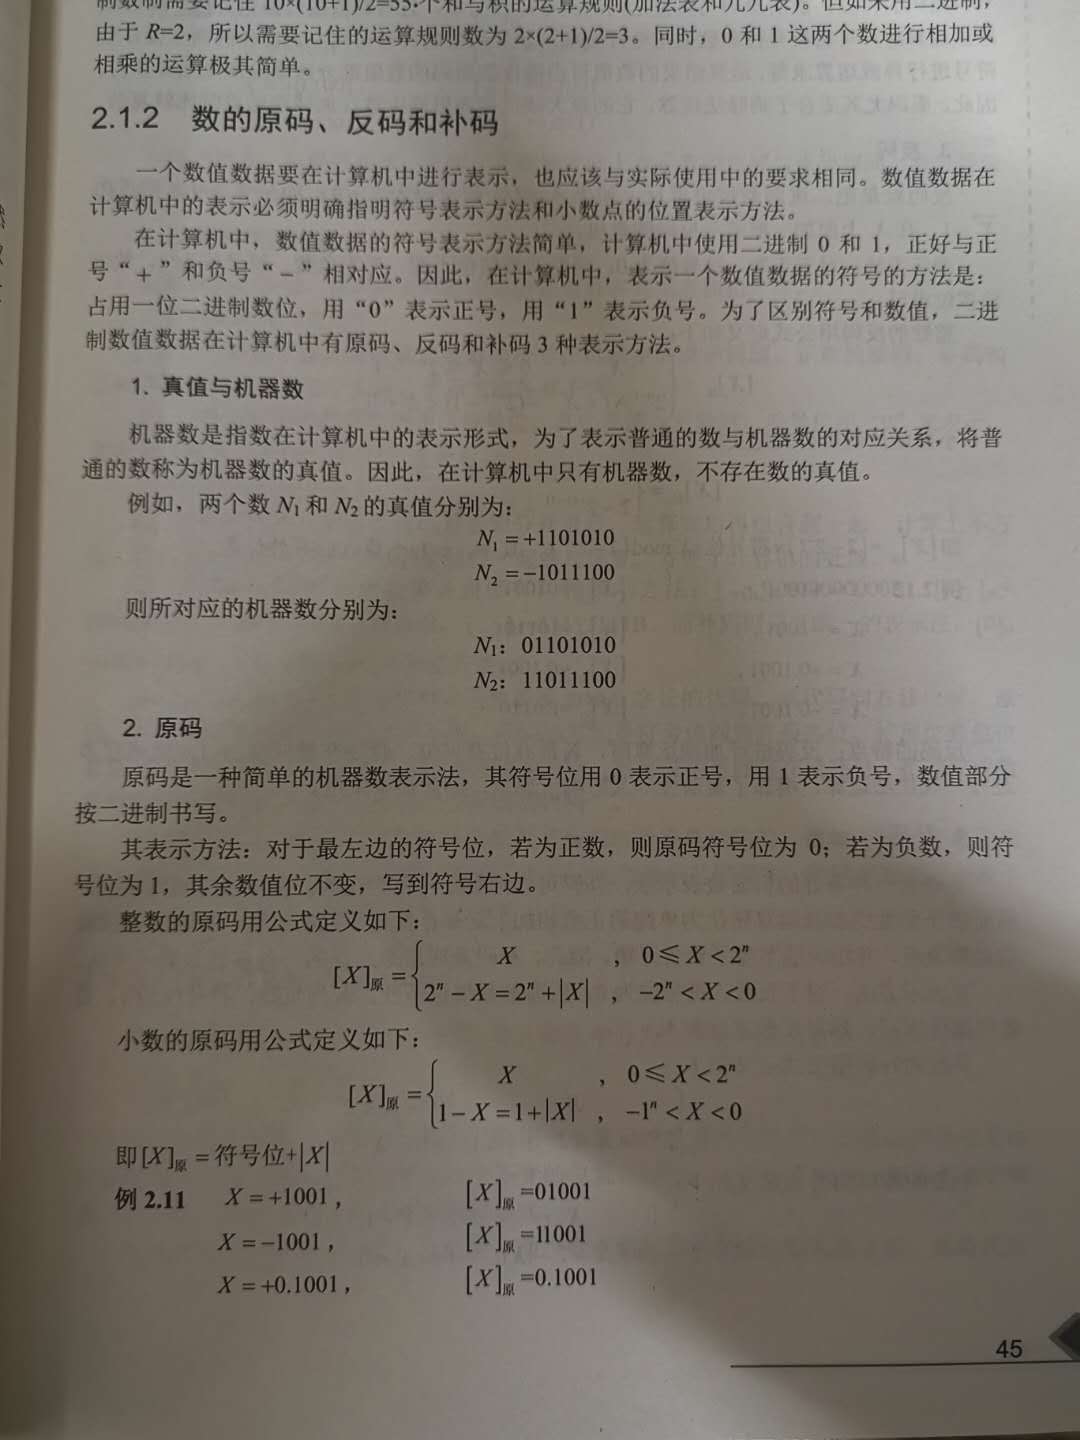 制数制需要记住 10×(10+1)/2=55 个和与积的运算规则(加法表和九九表)。但如采用二进制,
由于 R=2，所以需要记住的运算规则数为 2×(2+1)/2=3。同时，0 和 1 这两个数进行相加或
相乘的运算极其简单。
2.1.2 数的原码、反码和补码
一个数值数据要在计算机中进行表示，也应该与实际使用中的要求相同。数值数据在
计算机中的表示必须明确指明符号表示方法和小数点的位置表示方法。
在计算机中，数值数据的符号表示方法简单，计算机中使用二进制 0 和 1，正好与正
号“+”和负号“－”相对应。因此，在计算机中，表示一个数值数据的符号的方法是：
占用一位二进制数位，用“0”表示正号，用“1”表示负号。为了区别符号和数值，二进
制数值数据在计算机中有原码、反码和补码 3 种表示方法。
1. 真值与机器数
机器数是指数在计算机中的表示形式，为了表示普通的数与机器数的对应关系，将普
通的数称为机器数的真值。因此，在计算机中只有机器数，不存在数的真值。
例如，两个数 N₁ 和 N₂ 的真值分别为：
N₁ = +1101010
N₂ = −1011100
则所对应的机器数分别为：
N₁：01101010
N₂：11011100
2. 原码
原码是一种简单的机器数表示法，其符号位用 0 表示正号，用 1 表示负号，数值部分
按二进制书写。
其表示方法：对于最左边的符号位，若为正数，则原码符号位为 0；若为负数，则符
号位为 1，其余数值位不变，写到符号右边。
整数的原码用公式定义如下：
[X]原 = { X , 0 ≤ X < 2ⁿ
2ⁿ − X = 2ⁿ + |X| , −2ⁿ < X < 0
小数的原码用公式定义如下：
[X]原 = { X , 0 ≤ X < 2ⁿ
1 − X = 1 + |X| , −1ⁿ < X < 0
即[X]原 = 符号位+|X|
例 2.11 X = +1001， [X]原 =01001
X = −1001， [X]原 =11001
X = +0.1001， [X]原 =0.1001
45